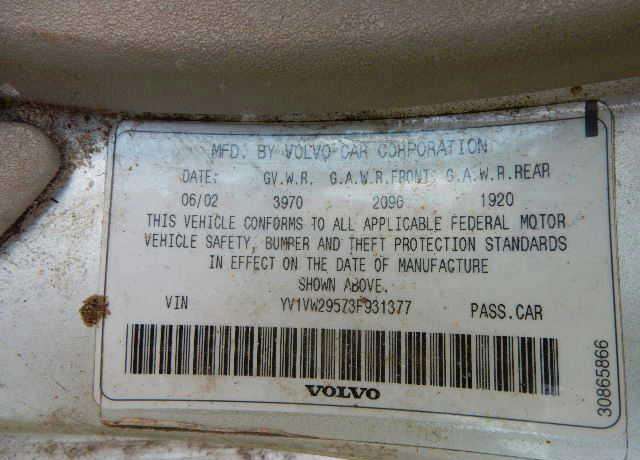 MFD. BY VOLVO CAR CORPORATION
DATE: GV.W.R. G.A.W.R.FRONT: G.A.W.R.REAR
06/02 3970 2096 1920
THIS VEHICLE CONFORMS TO ALL APPLICABLE FEDERAL MOTOR
VEHICLE SAFETY, BUMPER AND THEFT PROTECTION STANDARDS
IN EFFECT ON THE DATE OF MANUFACTURE
SHOWN ABOVE.
VIN YV1VW29573F931377 PASS.CAR
VOLVO
30865866